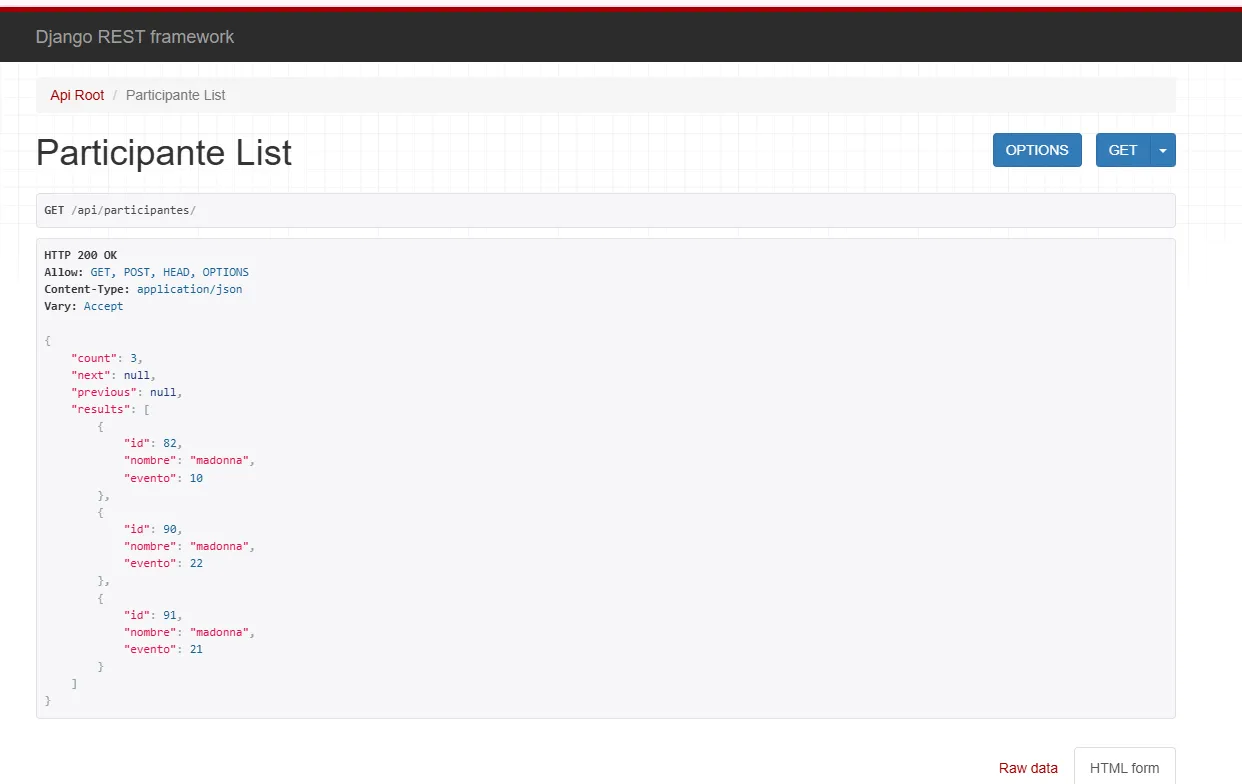 Django REST framework
Api Root / Participante List
Participante List
OPTIONS GET
GET /api/participantes/
HTTP 200 OK
Allow: GET, POST, HEAD, OPTIONS
Content-Type: application/json
Vary: Accept
{
    "count": 3,
    "next": null,
    "previous": null,
    "results": [
        {
            "id": 82,
            "nombre": "madonna",
            "evento": 10
        },
        {
            "id": 90,
            "nombre": "madonna",
            "evento": 22
        },
        {
            "id": 91,
            "nombre": "madonna",
            "evento": 21
        }
    ]
}
Raw data HTML form